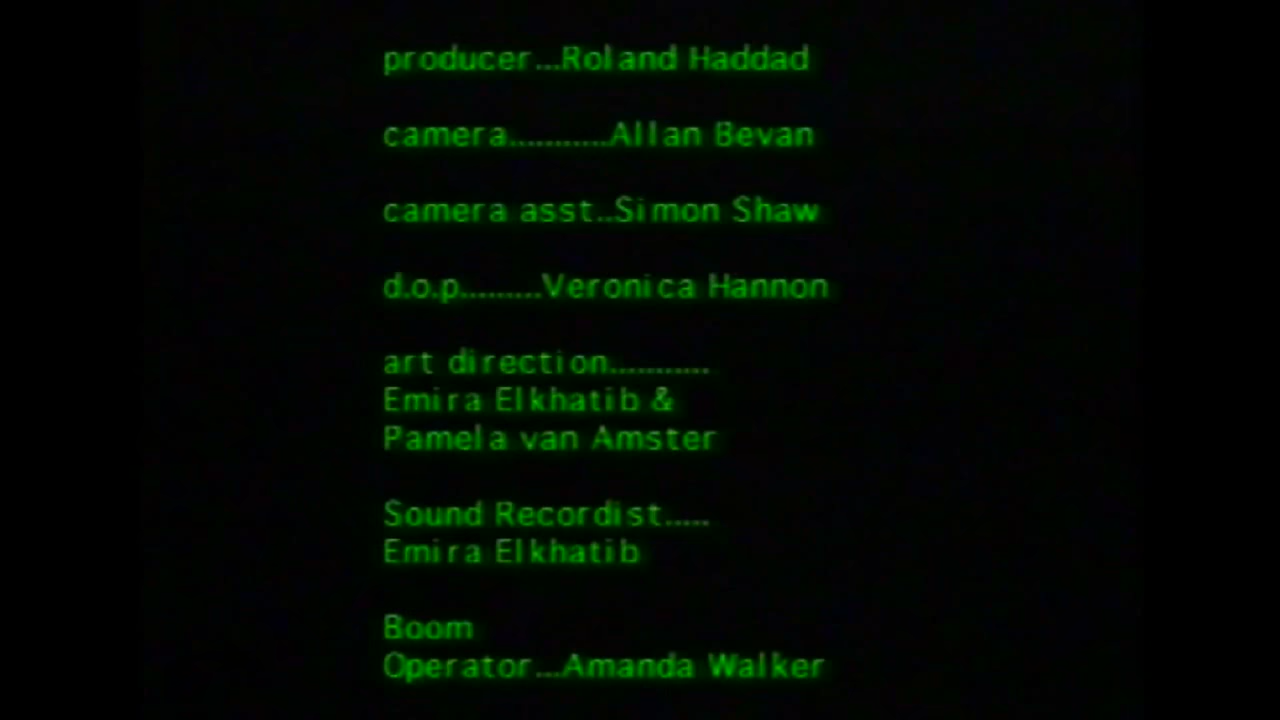 producer...Roland Haddad
camera...........Allan Bevan
camera asst..Simon Shaw
d.o.p.........Veronica Hannon
art direction...........
Emira Elkhatib &
Pamela van Amster
Sound Recordist.....
Emira Elkhatib
Boom
Operator...Amanda Walker